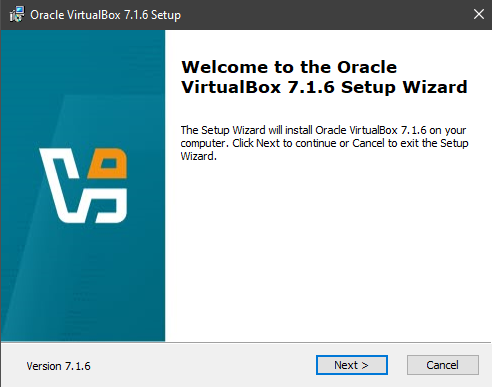 Oracle VirtualBox 7.1.6 Setup
Welcome to the Oracle
VirtualBox 7.1.6 Setup Wizard
The Setup Wizard will install Oracle VirtualBox 7.1.6 on your
computer. Click Next to continue or Cancel to exit the Setup
Wizard.
Version 7.1.6
Next >
Cancel